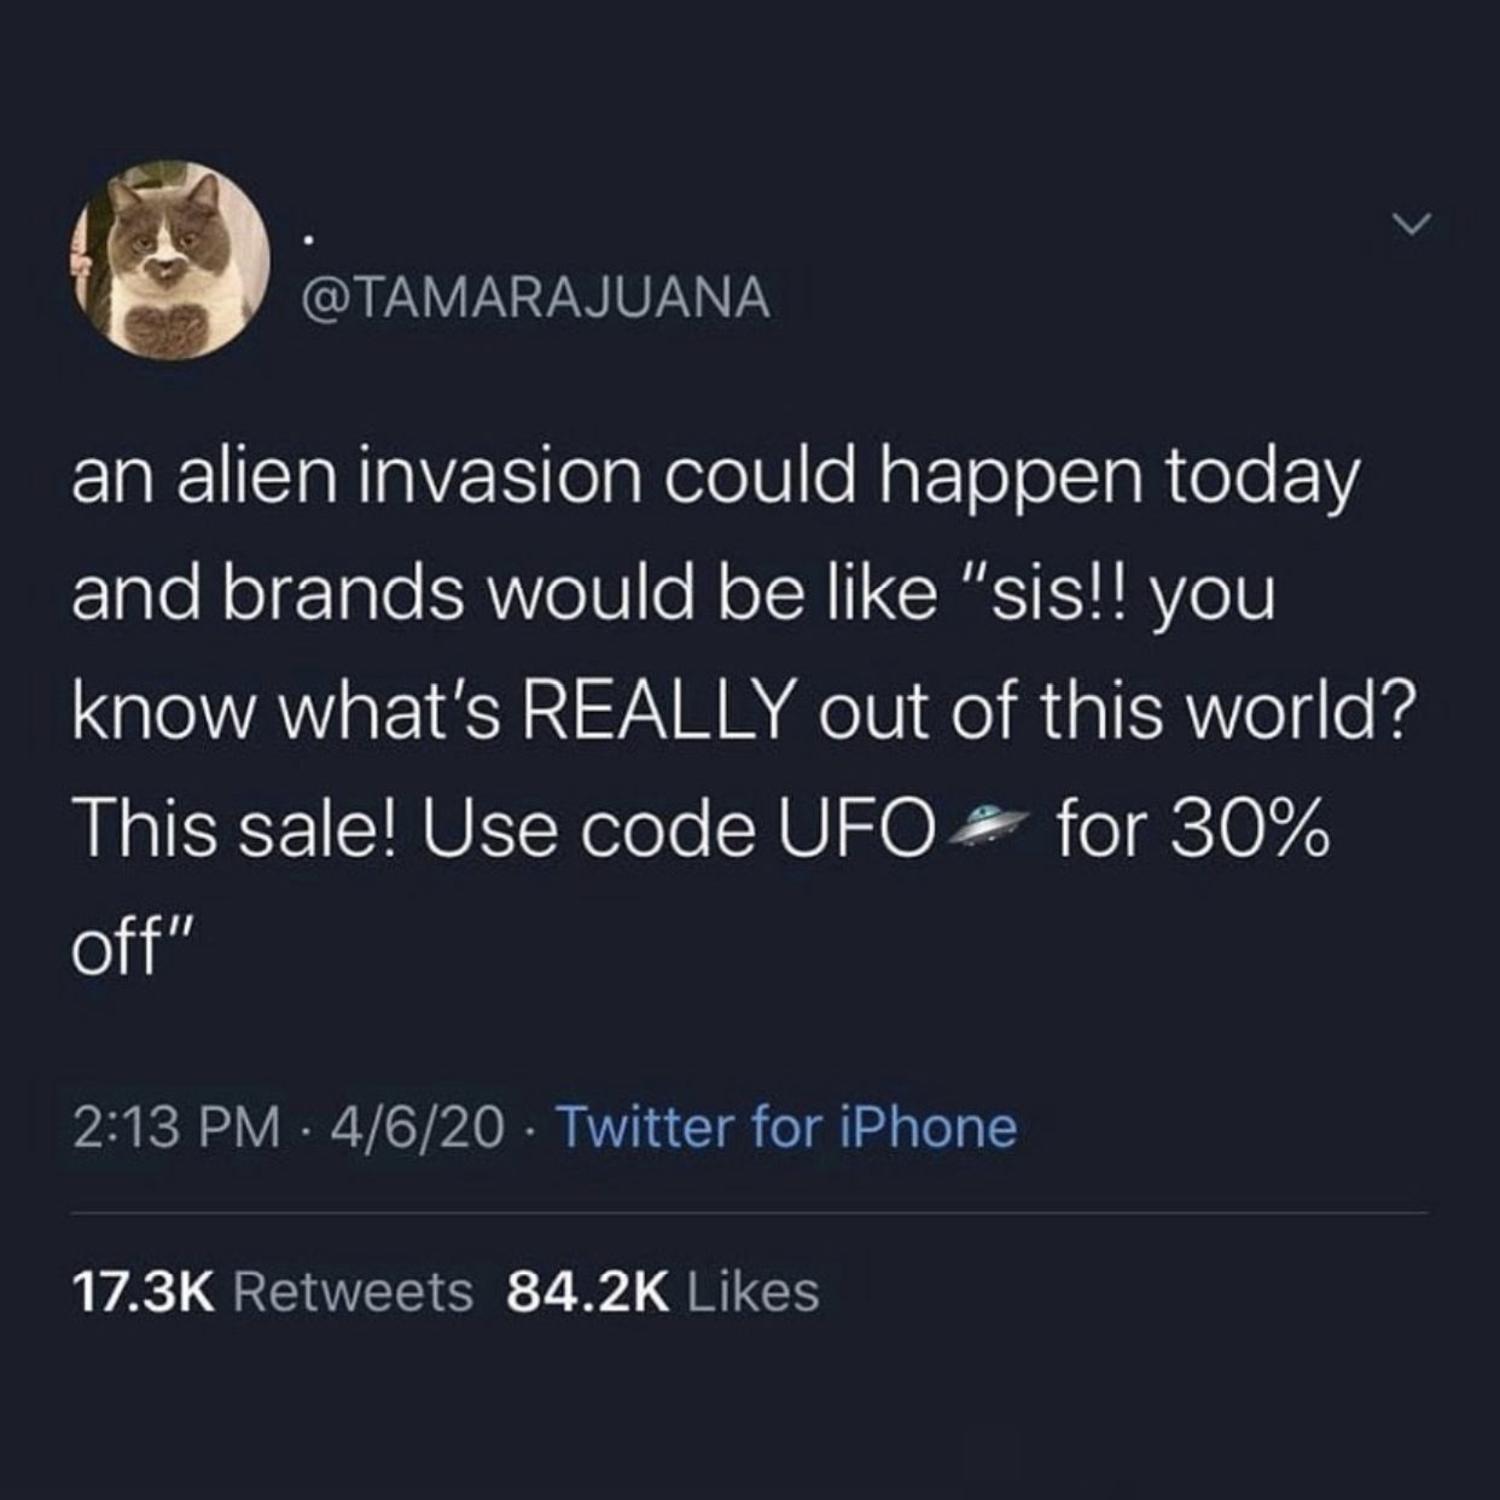 .
@TAMARAJUANA
an alien invasion could happen today
and brands would be like "sis!! you
know what's REALLY out of this world?
This sale! Use code UFO🛸 for 30%
off"
2:13 PM · 4/6/20 · Twitter for iPhone
17.3K Retweets 84.2K Likes